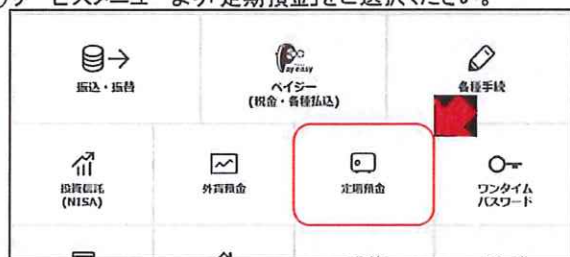 サービスメニューより「定期預金」をご選択ください。
振込・振替
Pay-easy
ペイジー
(税金・各種払込)
各種手続
投資信託
(NISA)
外貨預金
定期預金
ワンタイム
パスワード